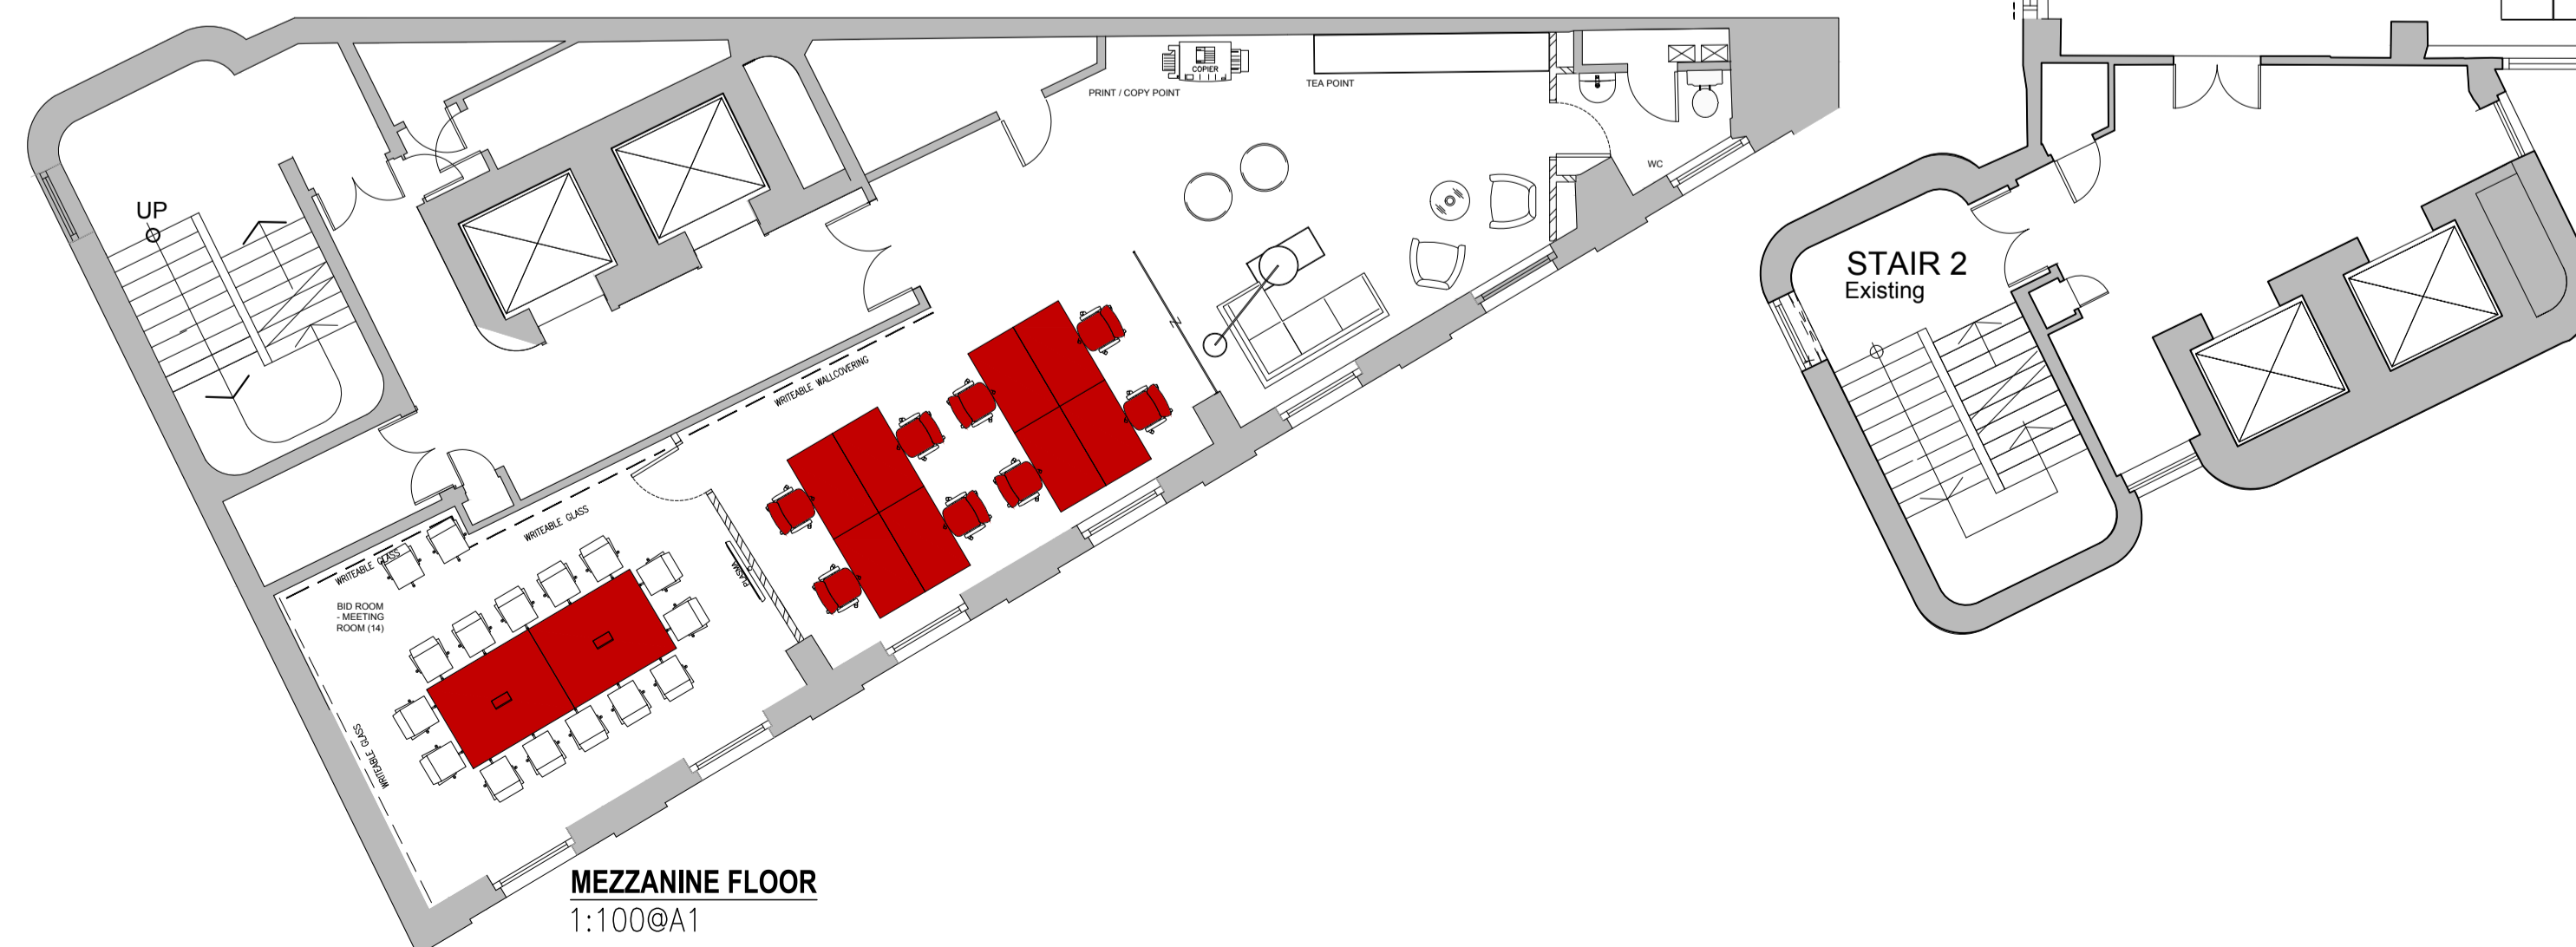 COPIER
PRINT / COPY POINT
TEA POINT
WC
UP
STAIR 2
Existing
WRITEABLE WALLCOVERING
WRITEABLE GLASS
WRITEABLE GLASS
PLASMA
BID ROOM
- MEETING
ROOM (14)
WRITEABLE GLASS
MEZZANINE FLOOR
1:100@A1